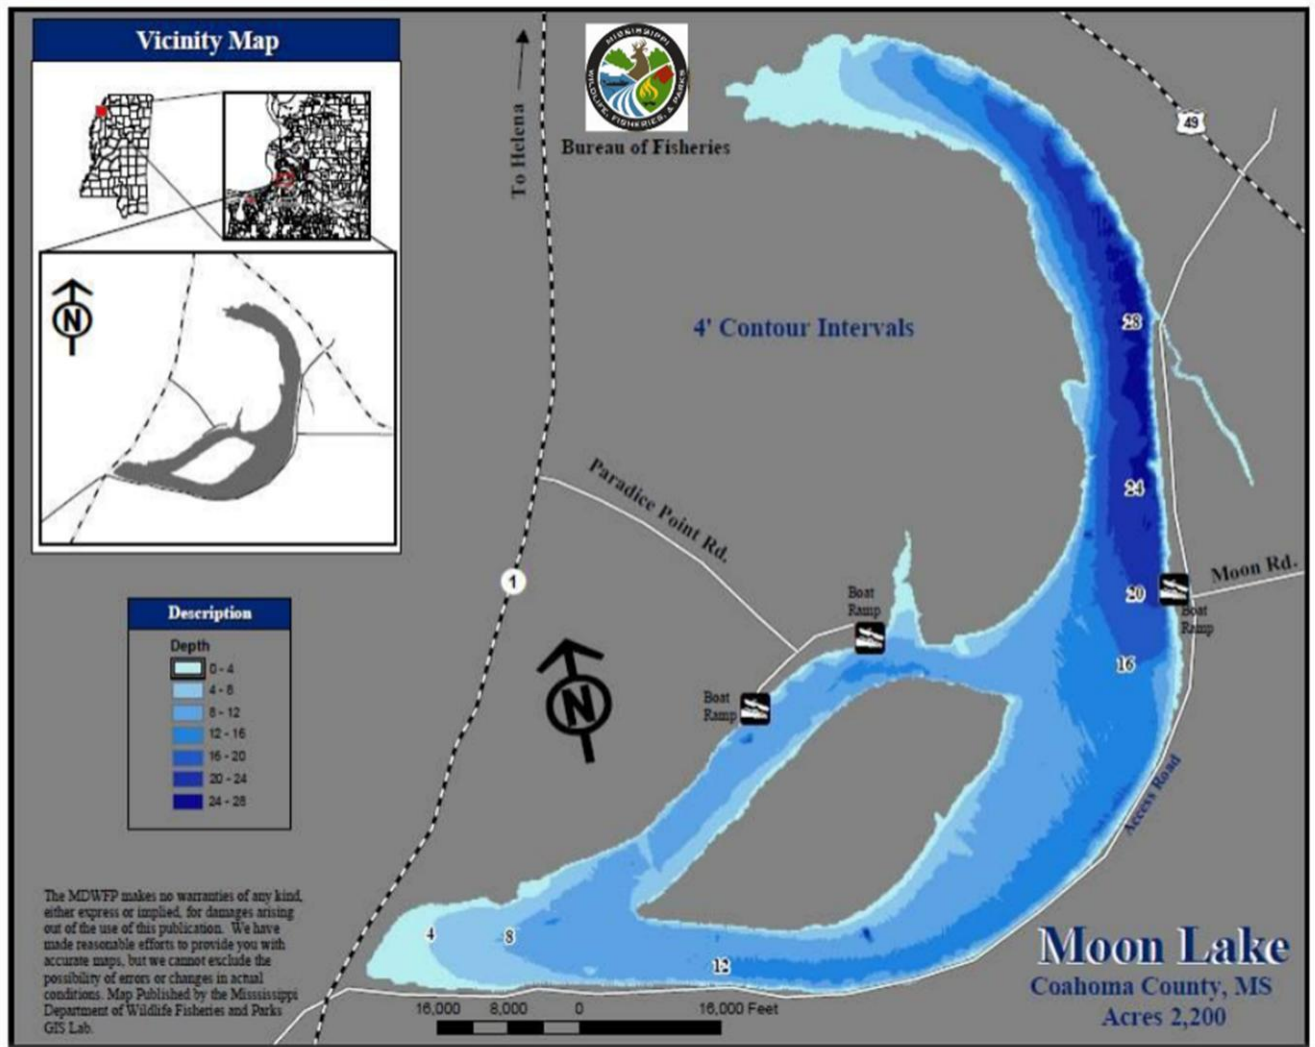 Vicinity Map
N
To Helena
MISSISSIPPI
WILDLIFE, FISHERIES, & PARKS
Bureau of Fisheries
49
4' Contour Intervals
28
24
20
16
Paradice Point Rd.
1
Moon Rd.
Boat
Ramp
Boat
Ramp
Boat
Ramp
N
Access Road
Description
Depth
0 - 4
4 - 8
8 - 12
12 - 16
16 - 20
20 - 24
24 - 28
The MDWFP makes no warranties of any kind,
either express or implied, for damages arising
out of the use of this publication. We have
made reasonable efforts to provide you with
accurate maps, but we cannot exclude the
possibility of errors or changes in actual
conditions. Map Published by the Mississippi
Department of Wildlife Fisheries and Parks
GIS Lab.
4
8
12
16,000 8,000 0 16,000 Feet
Moon Lake
Coahoma County, MS
Acres 2,200